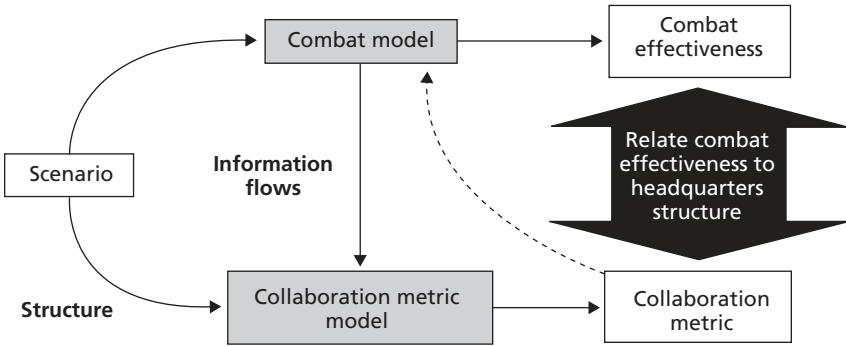 Combat model
Combat
effectiveness
Scenario
Information
flows
Relate combat
effectiveness to
headquarters
structure
Structure
Collaboration metric
model
Collaboration
metric